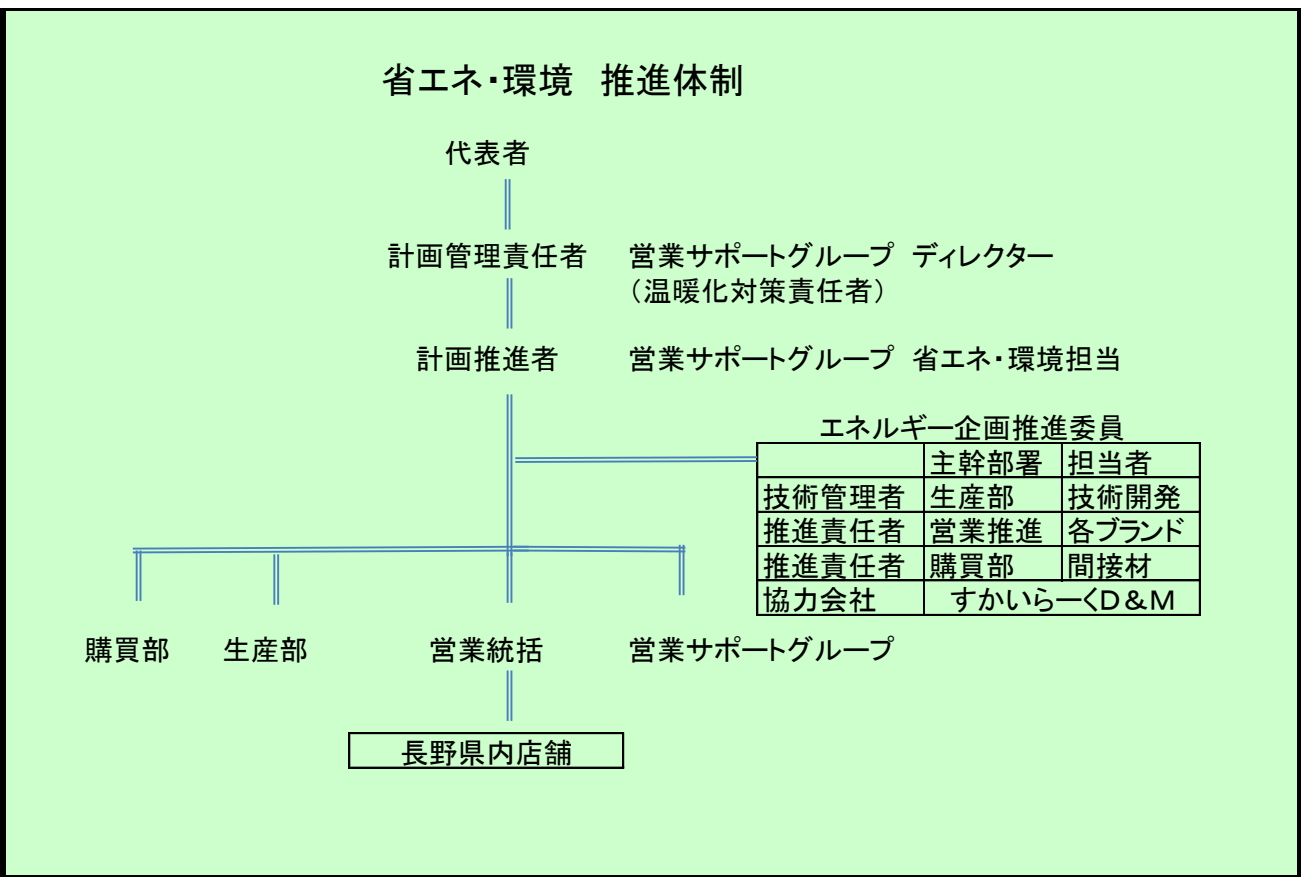 省エネ・環境　推進体制
代表者
計画管理責任者　営業サポートグループ　ディレクター
（温暖化対策責任者）
計画推進者　営業サポートグループ　省エネ・環境担当
エネルギー企画推進委員
主幹部署　担当者
技術管理者　生産部　技術開発
推進責任者　営業推進　各ブランド
推進責任者　購買部　間接材
協力会社　すかいらーくD＆M
購買部　生産部　営業統括　営業サポートグループ
長野県内店舗